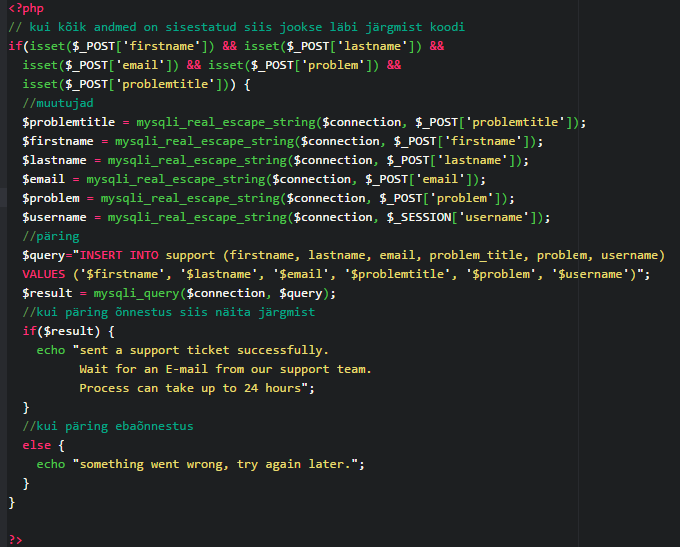 <?php
// kui kõik andmed on sisestatud siis jookse läbi järgmist koodi
if(isset($_POST['firstname']) && isset($_POST['lastname']) &&
  isset($_POST['email']) && isset($_POST['problem']) &&
  isset($_POST['problemtitle'])) {
  //muutujad
  $problemtitle = mysqli_real_escape_string($connection, $_POST['problemtitle']);
  $firstname = mysqli_real_escape_string($connection, $_POST['firstname']);
  $lastname = mysqli_real_escape_string($connection, $_POST['lastname']);
  $email = mysqli_real_escape_string($connection, $_POST['email']);
  $problem = mysqli_real_escape_string($connection, $_POST['problem']);
  $username = mysqli_real_escape_string($connection, $_SESSION['username']);
  //päring
  $query="INSERT INTO support (firstname, lastname, email, problem_title, problem, username)
  VALUES ('$firstname', '$lastname', '$email', '$problemtitle', '$problem', '$username')";
  $result = mysqli_query($connection, $query);
  //kui päring õnnestus siis näita järgmist
  if($result) {
    echo "sent a support ticket successfully.
          Wait for an E-mail from our support team.
          Process can take up to 24 hours";
  }
  //kui päring ebaõnnestus
  else {
    echo "something went wrong, try again later.";
  }
}
?>